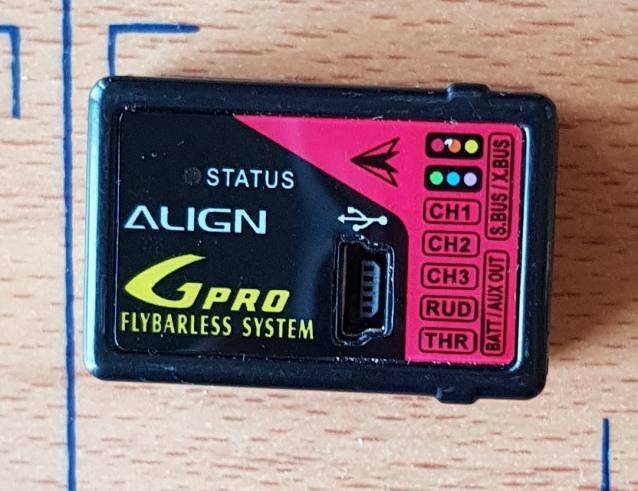 STATUS
ALIGN
GPRO
FLYBARLESS SYSTEM
CH1
CH2
CH3
RUD
THR
S.BUS / X.BUS
BATT / AUX OUT